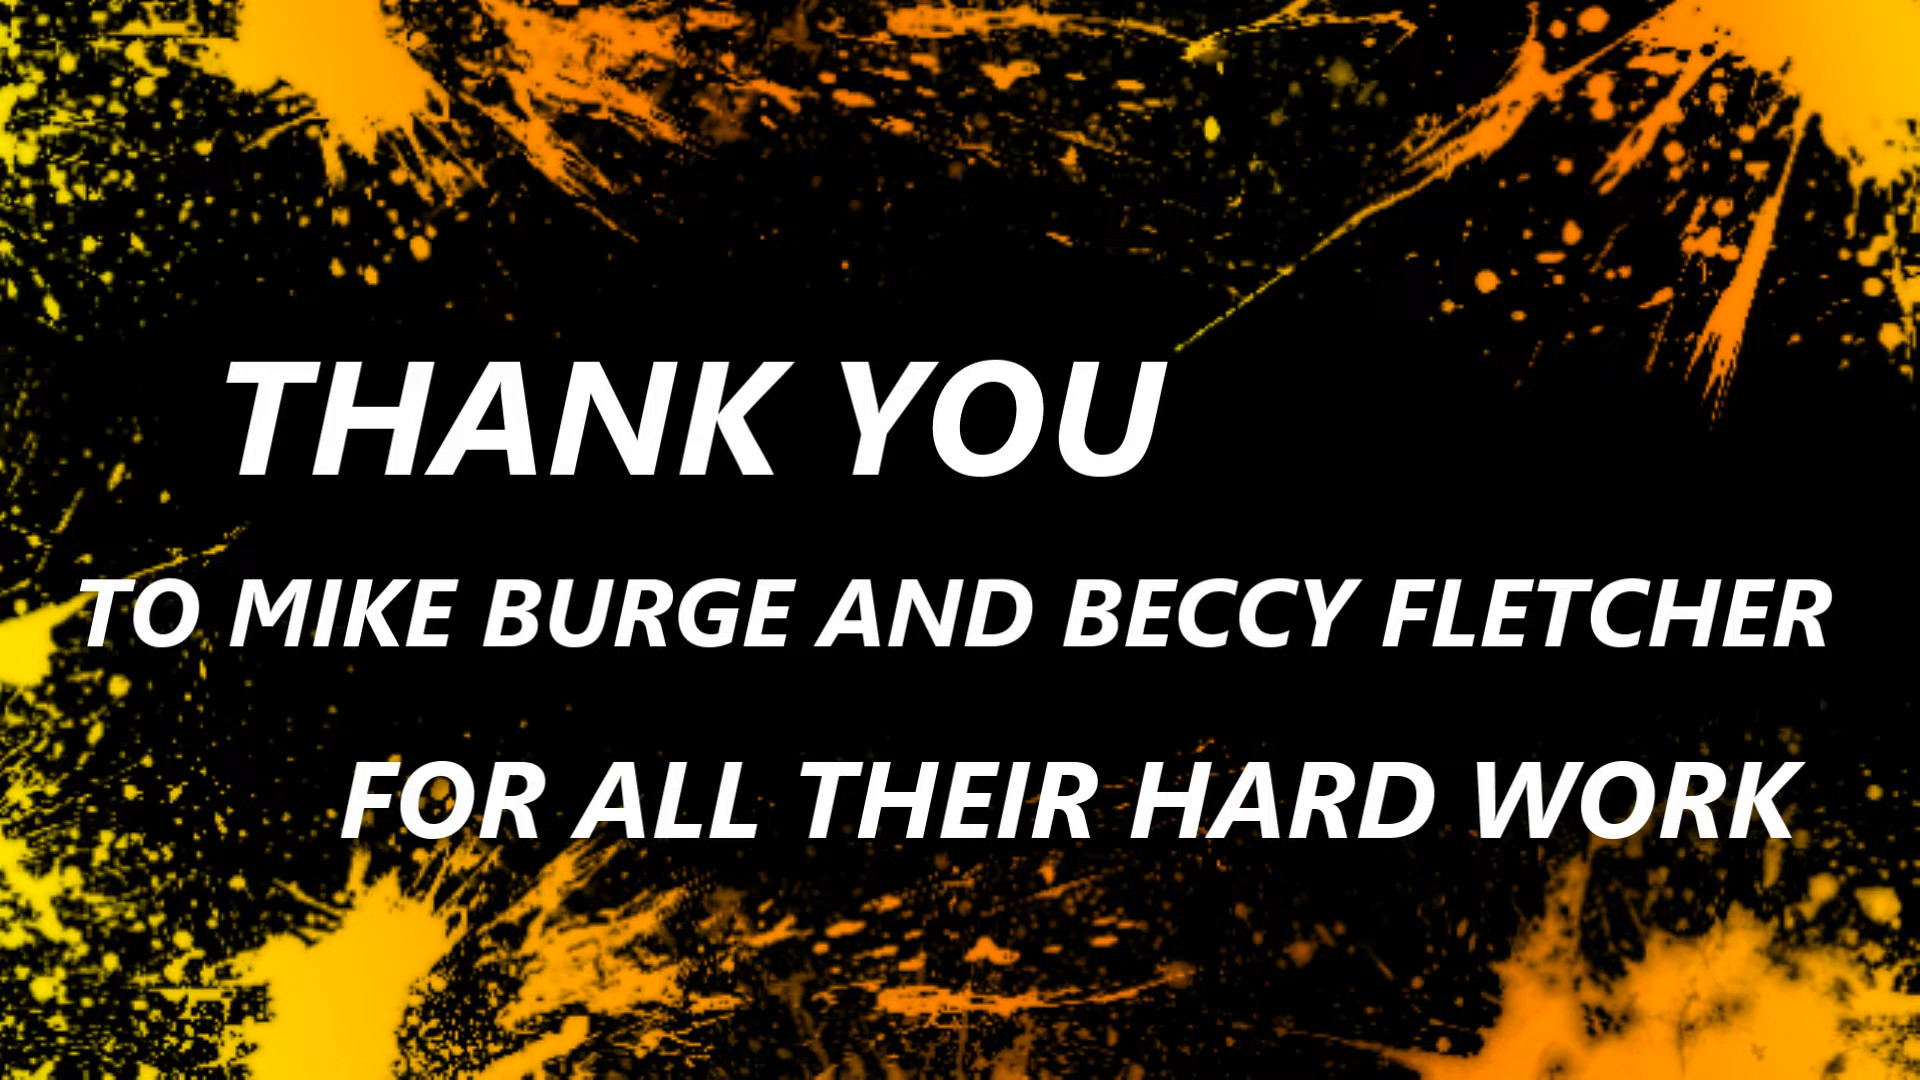 THANK YOU
TO MIKE BURGE AND BECCY FLETCHER
FOR ALL THEIR HARD WORK